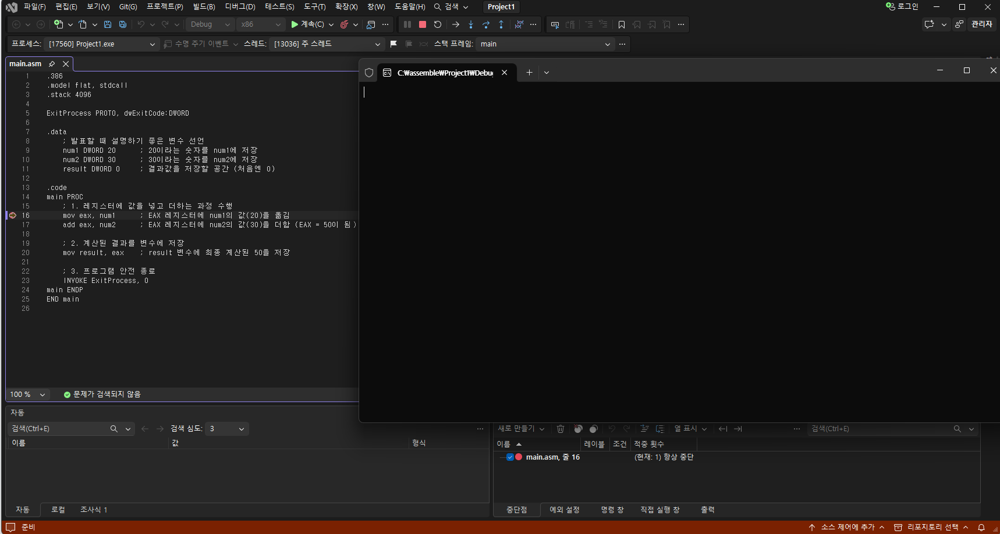 파일(F) 편집(E) 보기(V) Git(G) 프로젝트(P) 빌드(B) 디버그(D) 테스트(S) 도구(T) 확장(X) 창(W) 도움말(H) 검색 Project1 로그인
Debug x86 계속(C) 관리자
프로세스: [17560] Project1.exe 수명 주기 이벤트 스레드: [13036] 주 스레드 스택 프레임: main
main.asm
C:₩assemble₩Project1₩Debu
1 .386
2 .model flat, stdcall
3 .stack 4096
4
5 ExitProcess PROTO, dwExitCode:DWORD
6
7 .data
8 ; 발표할 때 설명하기 좋은 변수 선언
9 num1 DWORD 20 ; 20이라는 숫자를 num1에 저장
10 num2 DWORD 30 ; 30이라는 숫자를 num2에 저장
11 result DWORD 0 ; 결과값을 저장할 공간 (처음엔 0)
12
13 .code
14 main PROC
15 ; 1. 레지스터에 값을 넣고 더하는 과정 수행
16 mov eax, num1 ; EAX 레지스터에 num1의 값(20)을 옮김
17 add eax, num2 ; EAX 레지스터에 num2의 값(30)을 더함 (EAX = 50이 됨)
18
19 ; 2. 계산된 결과를 변수에 저장
20 mov result, eax ; result 변수에 최종 계산된 50을 저장
21
22 ; 3. 프로그램 안전 종료
23 INVOKE ExitProcess, 0
24 main ENDP
25 END main
26
100 % 문제가 검색되지 않음
자동
검색(Ctrl+E) 검색 심도: 3
이름 값 형식
자동 로컬 조사식 1
새로 만들기 열 표시 검색(Ctrl+E)
이름 레이블 조건 적중 횟수
main.asm, 줄 16 (현재: 1) 항상 중단
중단점 예외 설정 명령 창 직접 실행 창 출력
준비 소스 제어에 추가 리포지토리 선택